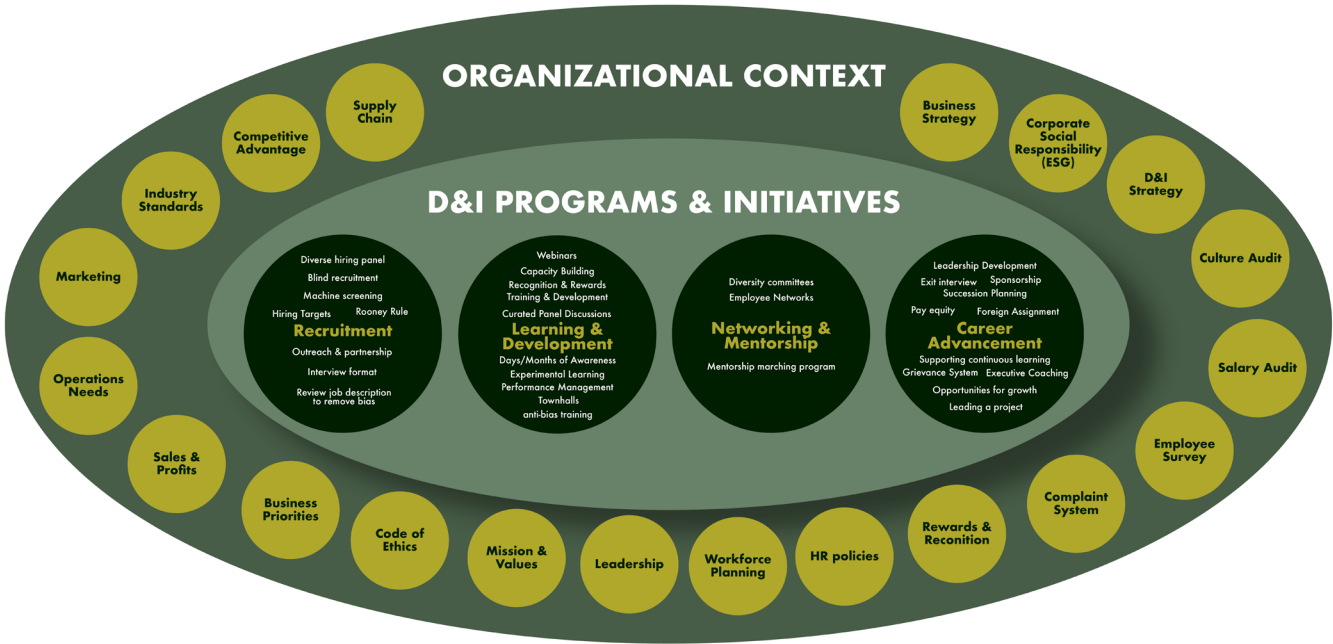 ORGANIZATIONAL CONTEXT
Supply
Chain
Competitive
Advantage
Industry
Standards
Marketing
Operations
Needs
Sales &
Profits
Business
Priorities
Code of
Ethics
Mission &
Values
Leadership
Workforce
Planning
HR policies
Rewards &
Reconition
Complaint
System
Employee
Survey
Salary Audit
Culture Audit
D&I
Strategy
Corporate
Social
Responsibility
(ESG)
Business
Strategy
D&I PROGRAMS & INITIATIVES
Diverse hiring panel
Blind recruitment
Machine screening
Hiring Targets
Rooney Rule
Recruitment
Outreach & partnership
Interview format
Review job description
to remove bias
Webinars
Capacity Building
Recognition & Rewards
Training & Development
Curated Panel Discussions
Learning &
Development
Days/Months of Awareness
Experimental Learning
Performance Management
Townhalls
anti-bias training
Diversity committees
Employee Networks
Networking &
Mentorship
Mentorship marching program
Leadership Development
Exit interview
Sponsorship
Succession Planning
Pay equity
Foreign Assignment
Career
Advancement
Supporting continuous learning
Grievance System
Executive Coaching
Opportunities for growth
Leading a project